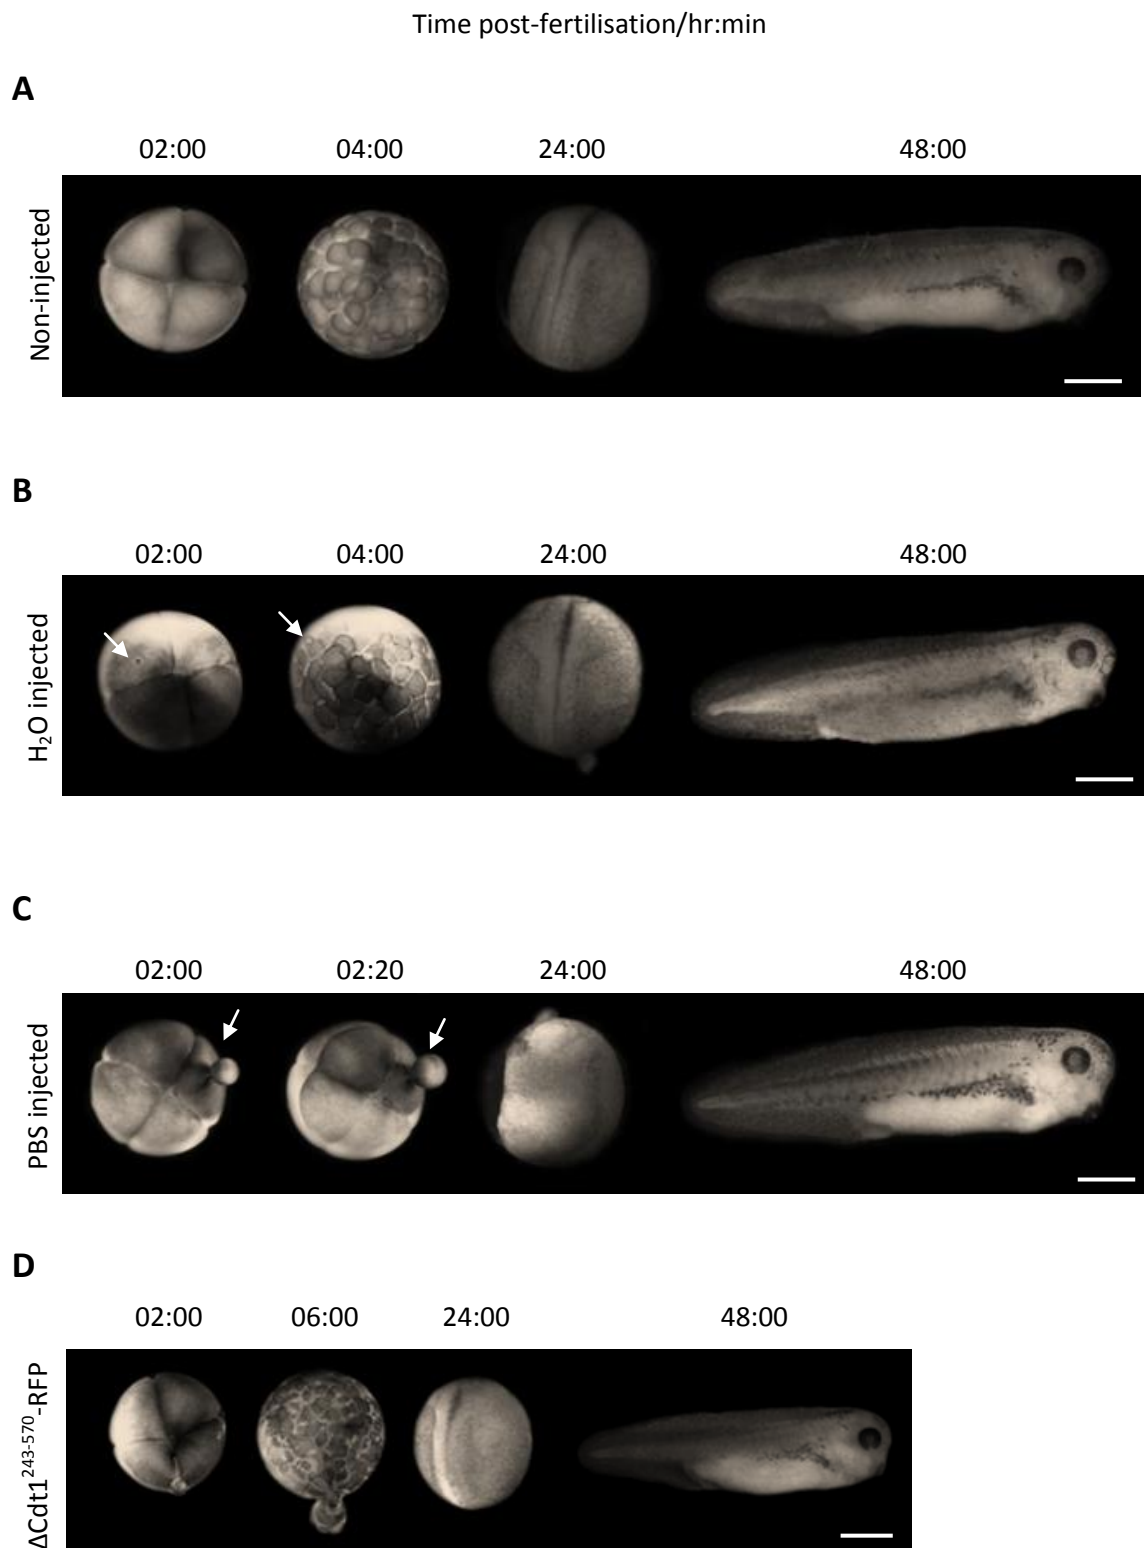 Time post-fertilisation/hr:min
A
02:00 04:00 24:00 48:00
Non-injected
B
02:00 04:00 24:00 48:00
H₂O injected
C
02:00 02:20 24:00 48:00
PBS injected
D
02:00 06:00 24:00 48:00
ΔCdt1²⁴³⁻⁵⁷⁰-RFP